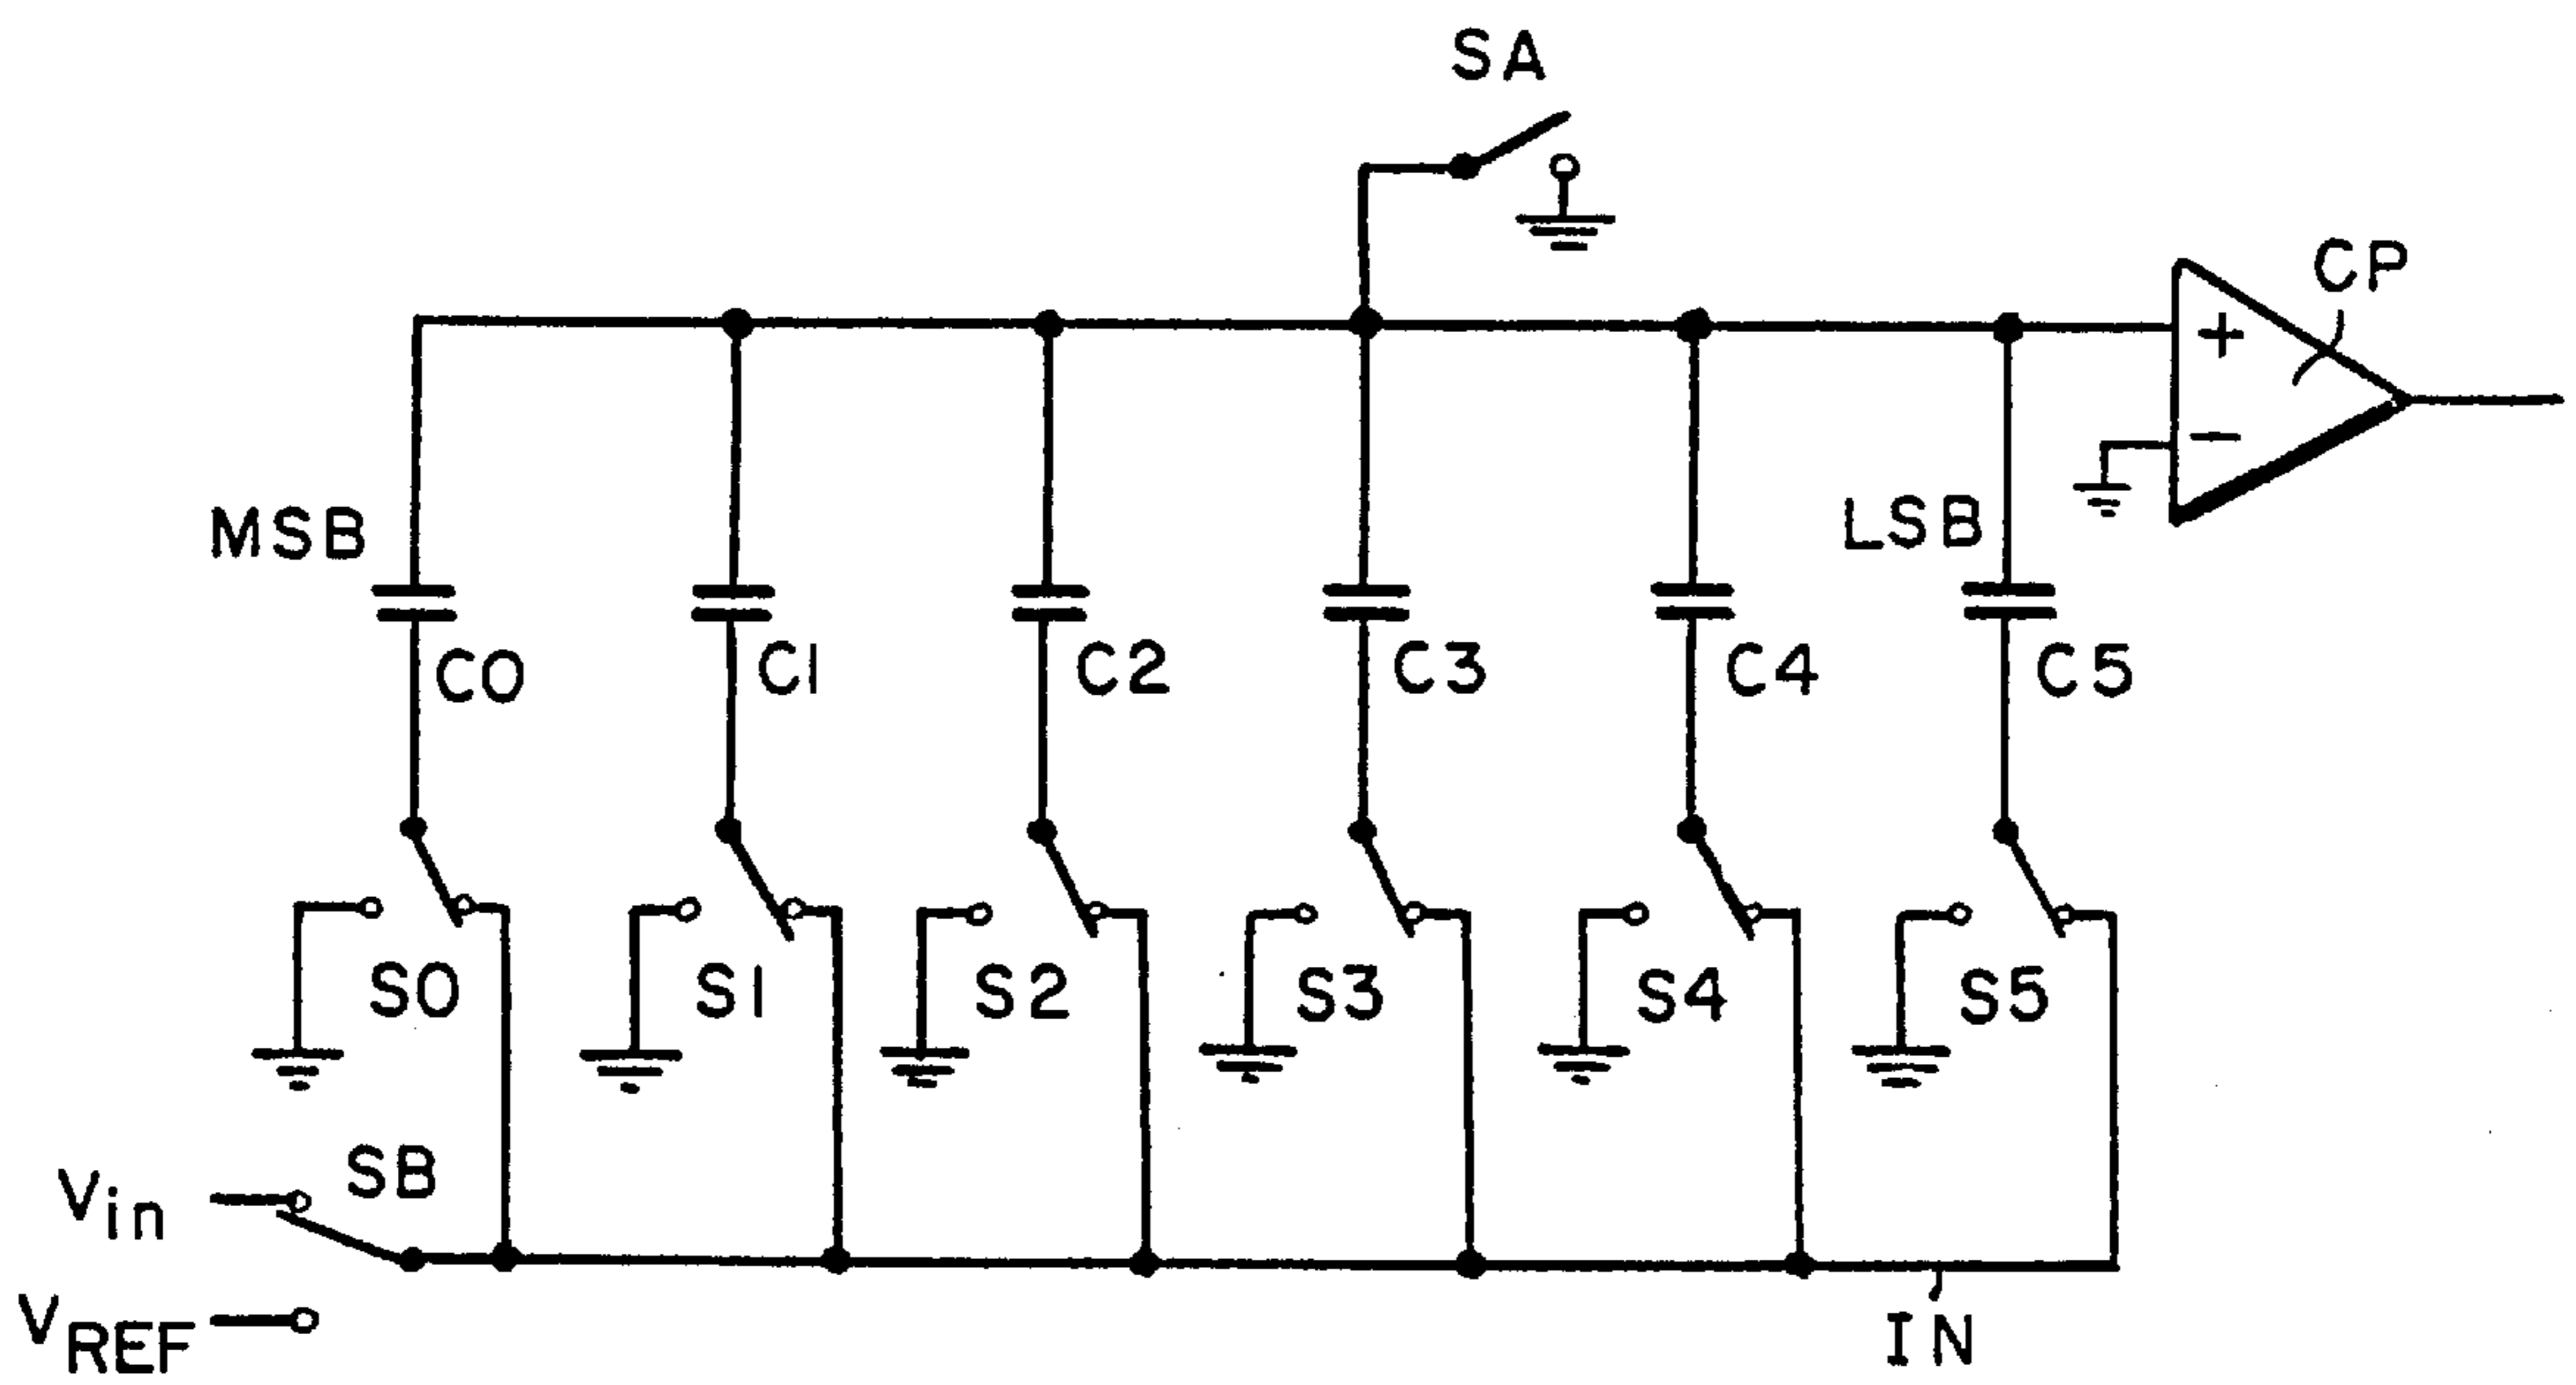 SA
CP
+
−
MSB
LSB
C0
C1
C2
C3
C4
C5
S0
S1
S2
S3
S4
S5
SB
Vin
VREF
IN